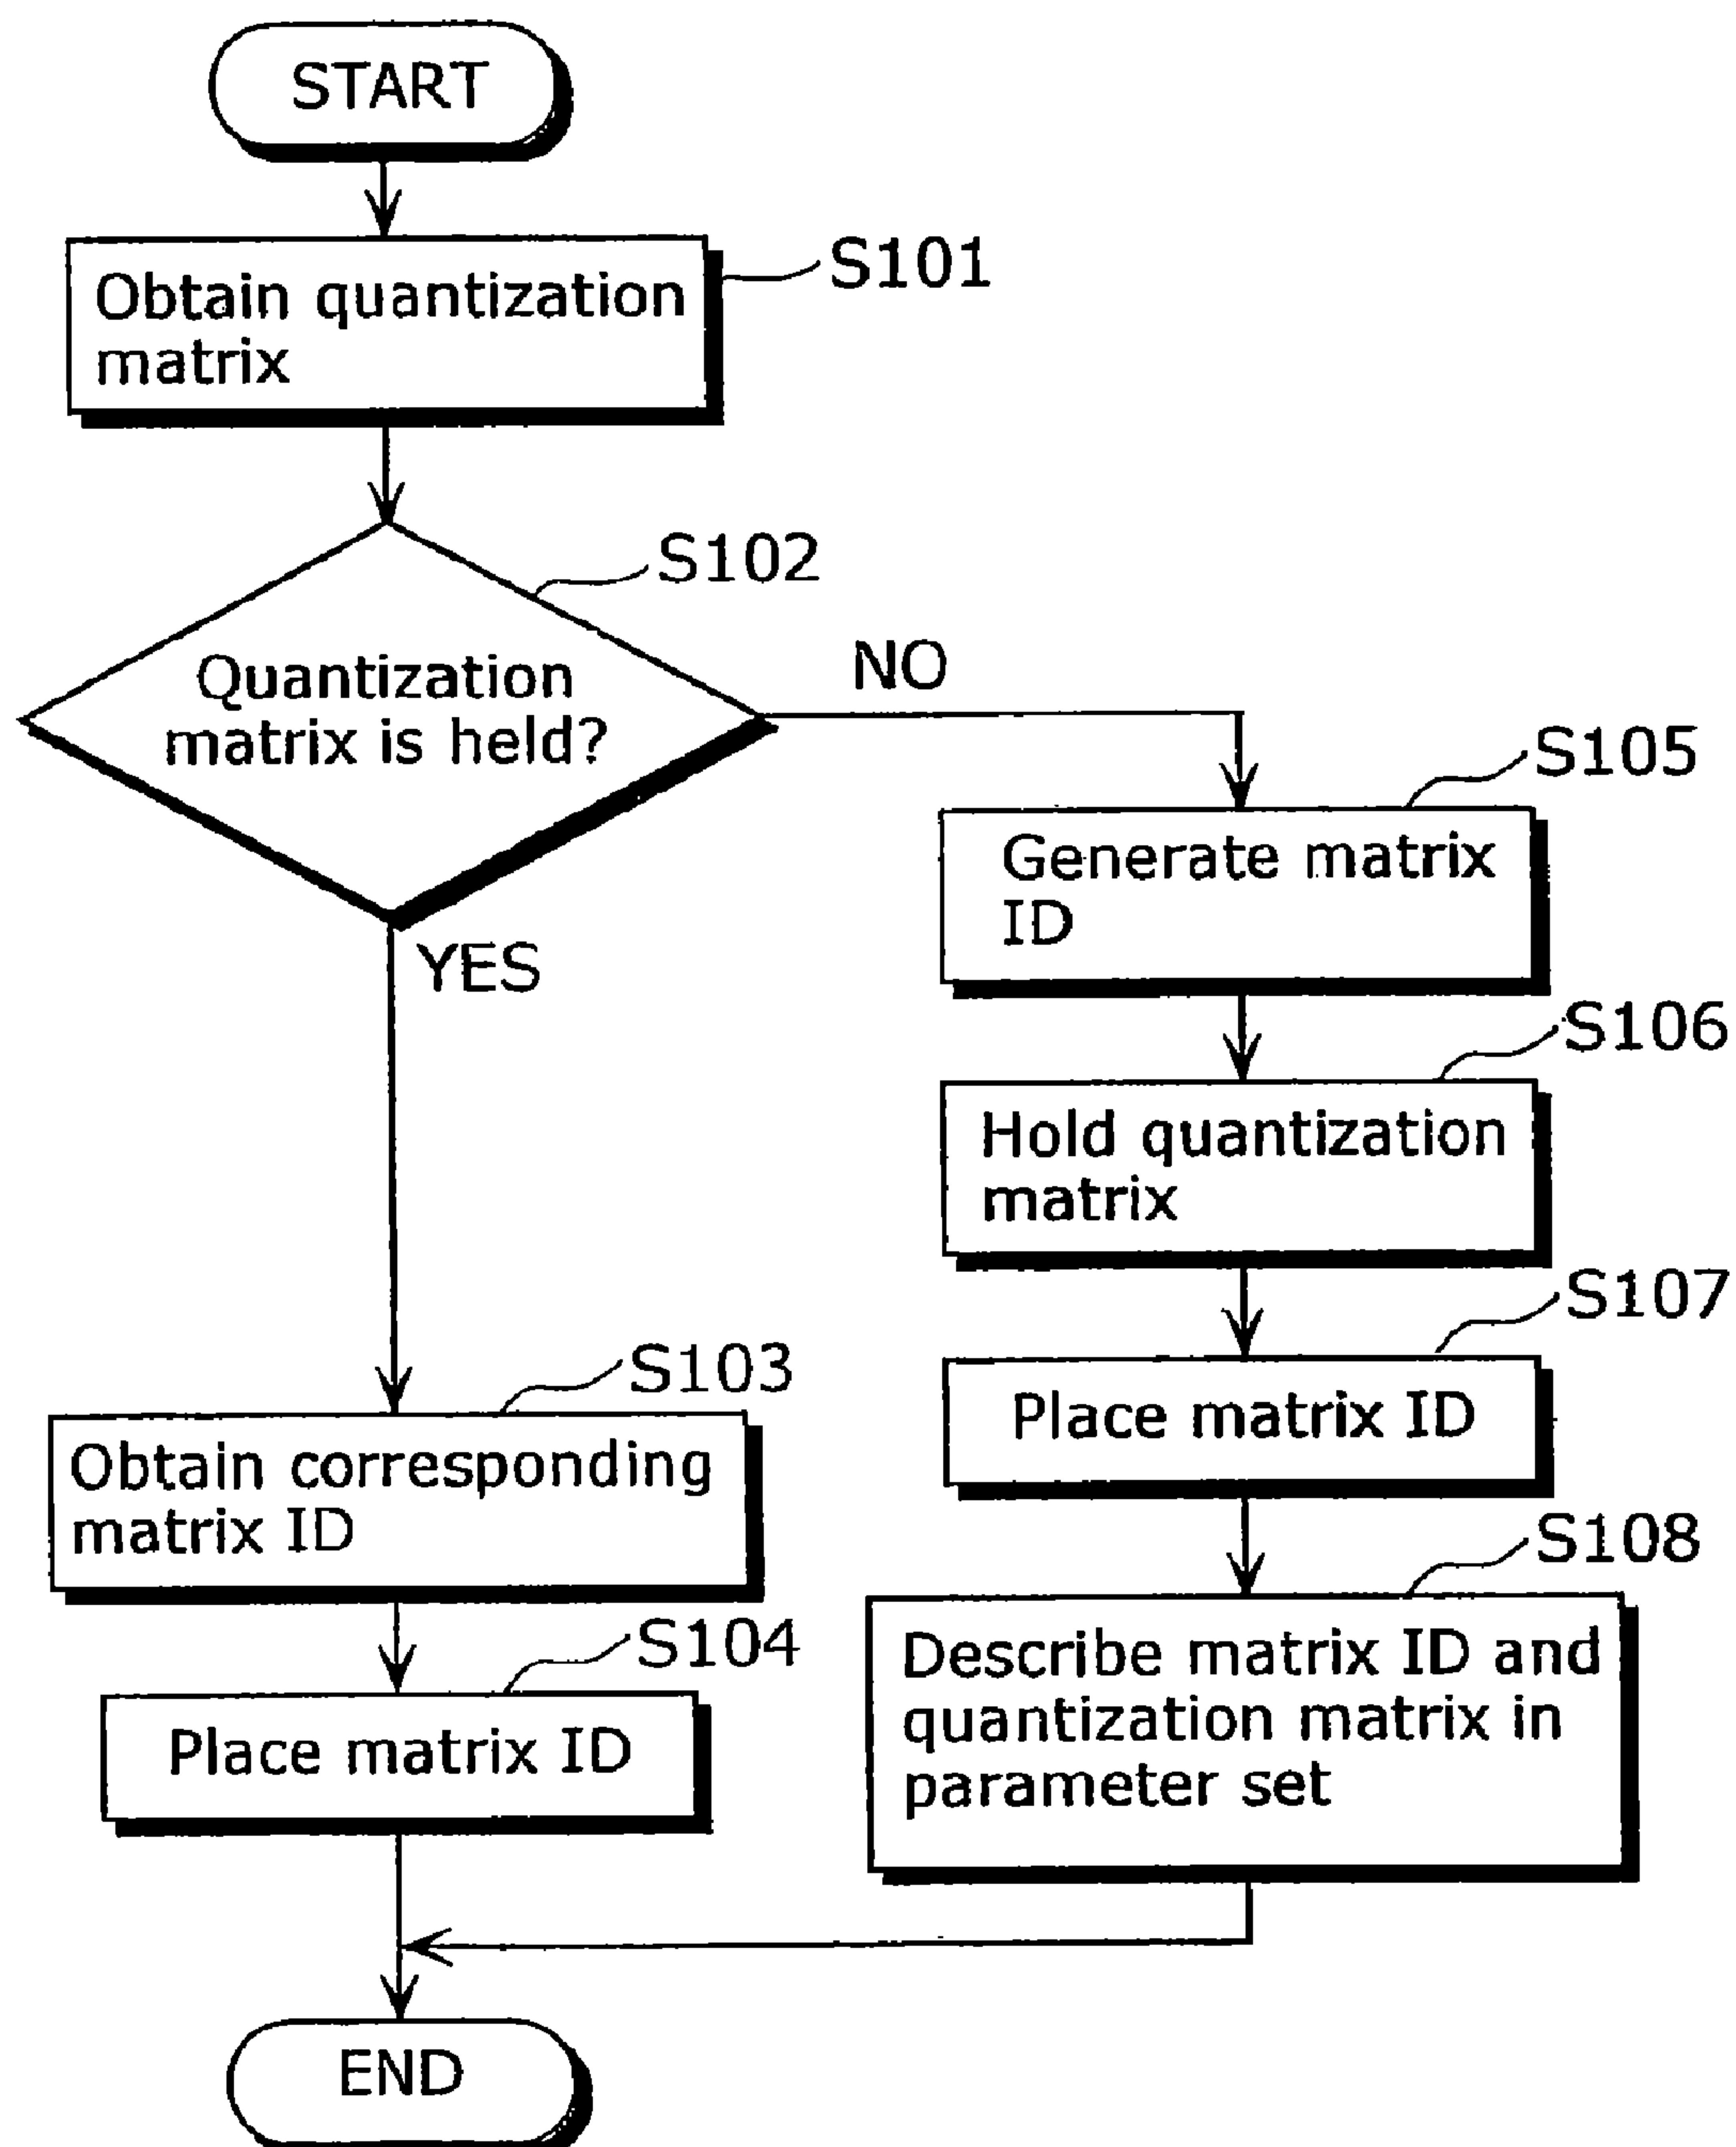 START
S101
Obtain quantization
matrix
S102
Quantization
matrix is held?
NO
YES
S105
Generate matrix
ID
S106
Hold quantization
matrix
S107
Place matrix ID
S103
Obtain corresponding
matrix ID
S104
Place matrix ID
S108
Describe matrix ID and
quantization matrix in
parameter set
END